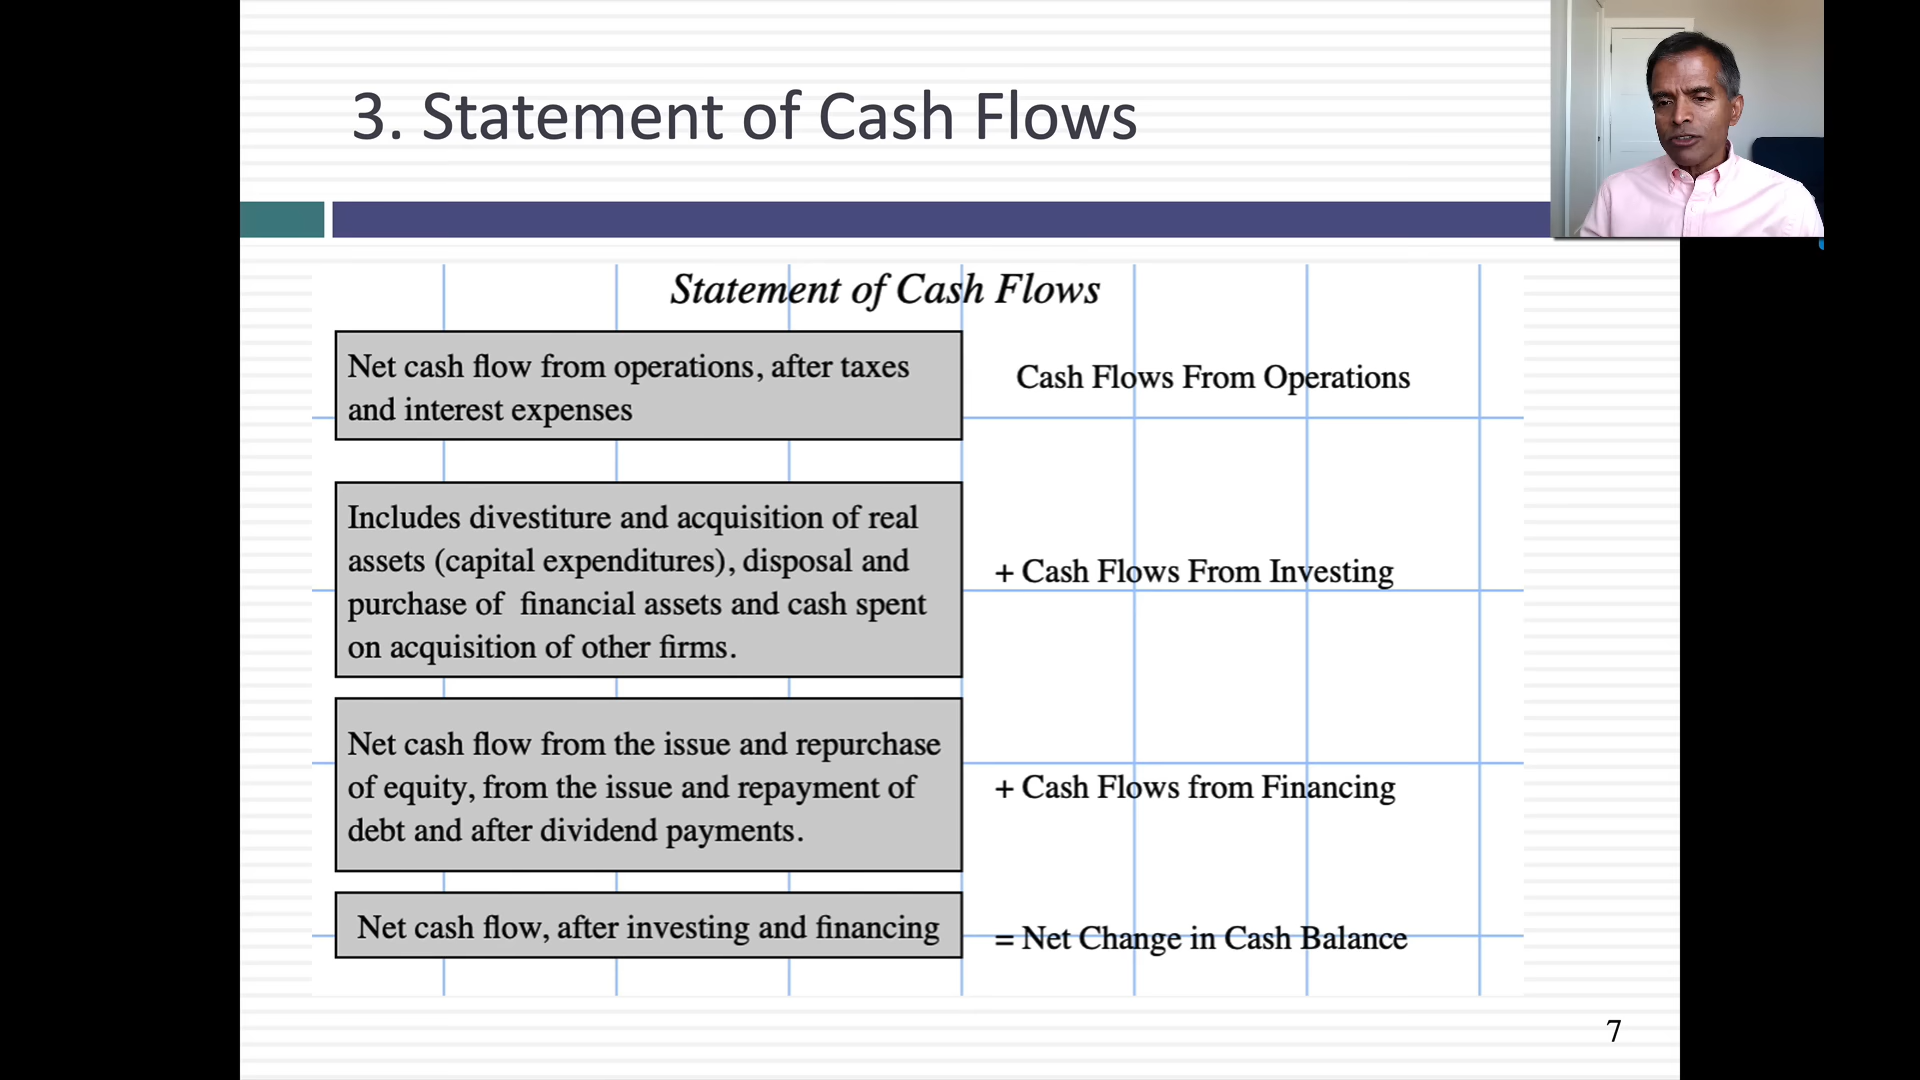 3. Statement of Cash Flows
Statement of Cash Flows
Net cash flow from operations, after taxes
and interest expenses
Cash Flows From Operations
Includes divestiture and acquisition of real
assets (capital expenditures), disposal and
purchase of financial assets and cash spent
on acquisition of other firms.
+ Cash Flows From Investing
Net cash flow from the issue and repurchase
of equity, from the issue and repayment of
debt and after dividend payments.
+ Cash Flows from Financing
Net cash flow, after investing and financing
= Net Change in Cash Balance
7